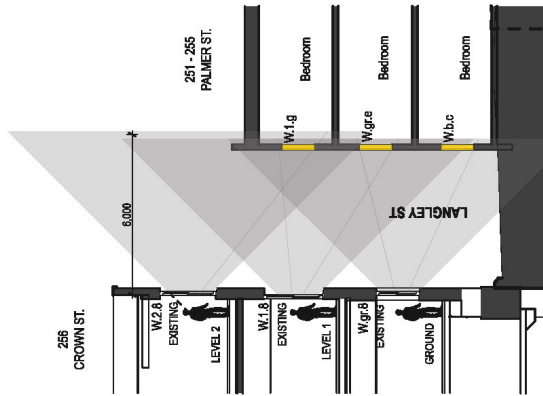 251 - 255
PALMER ST.
Bedroom
Bedroom
Bedroom
W.1.g
W.gr.e
W.b.c
6,000
LANGLEY ST
256
CROWN ST.
W.2.8
EXISTING
LEVEL 2
W.1.8
EXISTING
LEVEL 1
W.gr.8
EXISTING
GROUND